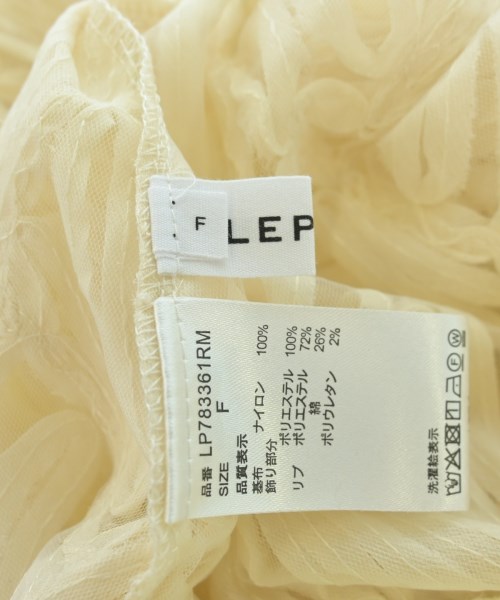 F
LEP
品番 LP783361RM
SIZE F
品質表示
基布 ナイロン 100%
飾り部分
ポリエステル 100%
リブ ポリエステル 72%
綿 26%
ポリウレタン 2%
洗濯絵表示